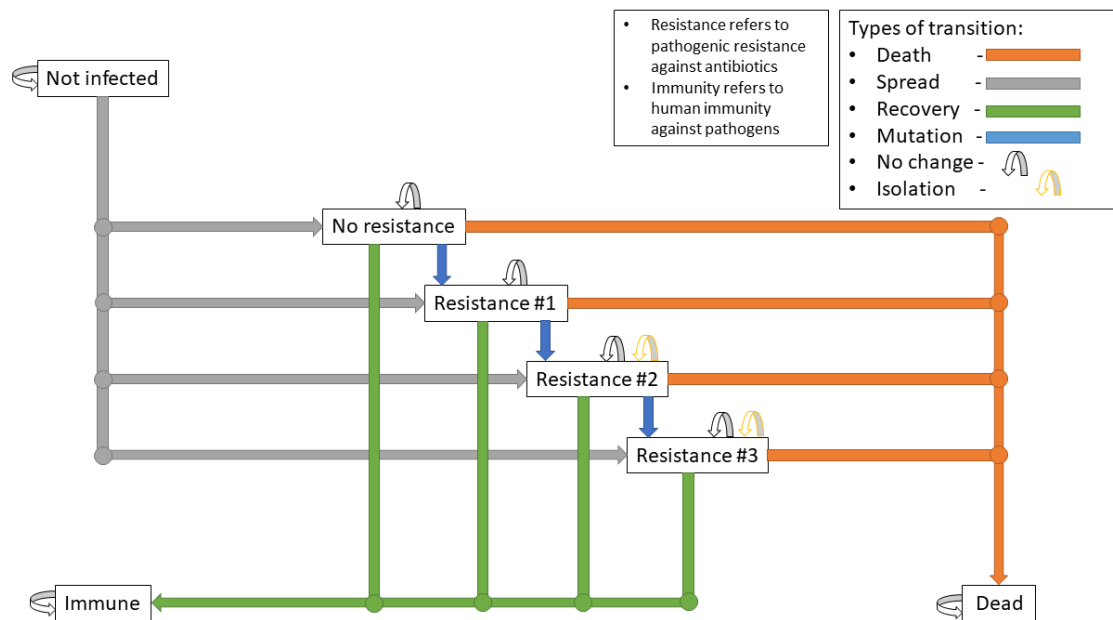 Not infected
• Resistance refers to
pathogenic resistance
against antibiotics
• Immunity refers to
human immunity
against pathogens
Types of transition:
• Death -
• Spread -
• Recovery -
• Mutation -
• No change -
• Isolation -
No resistance
Resistance #1
Resistance #2
Resistance #3
Immune
Dead